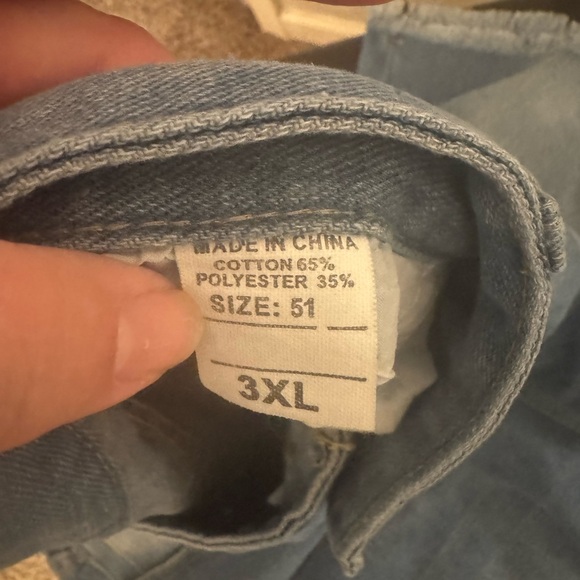 MADE IN CHINA
COTTON 65%
POLYESTER 35%
SIZE: 51
3XL